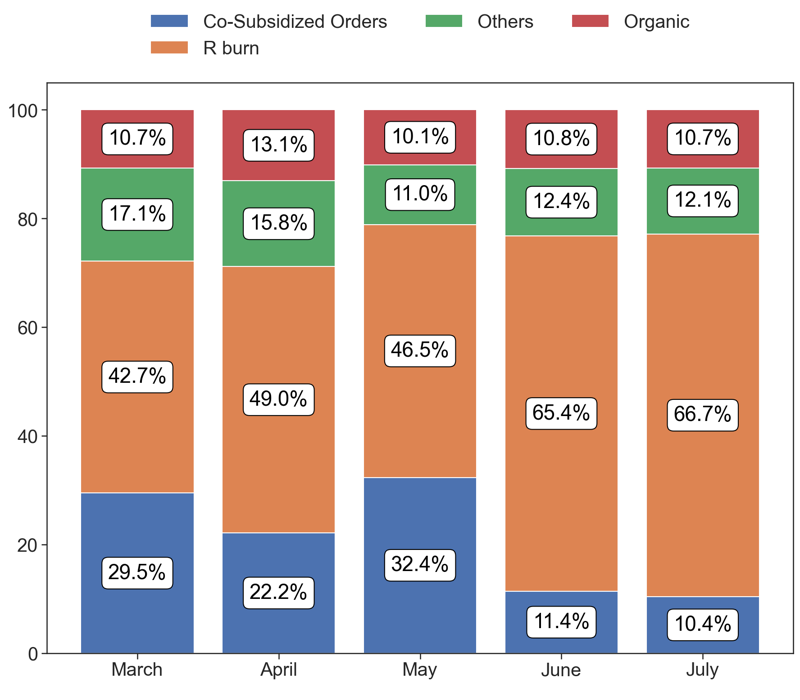 Co-Subsidized Orders Others Organic
R burn
100
10.7% 13.1% 10.1% 10.8% 10.7%
17.1% 15.8% 11.0% 12.4% 12.1%
80
60
42.7% 49.0% 46.5% 65.4% 66.7%
40
20
29.5% 22.2% 32.4% 11.4% 10.4%
0
March April May June July